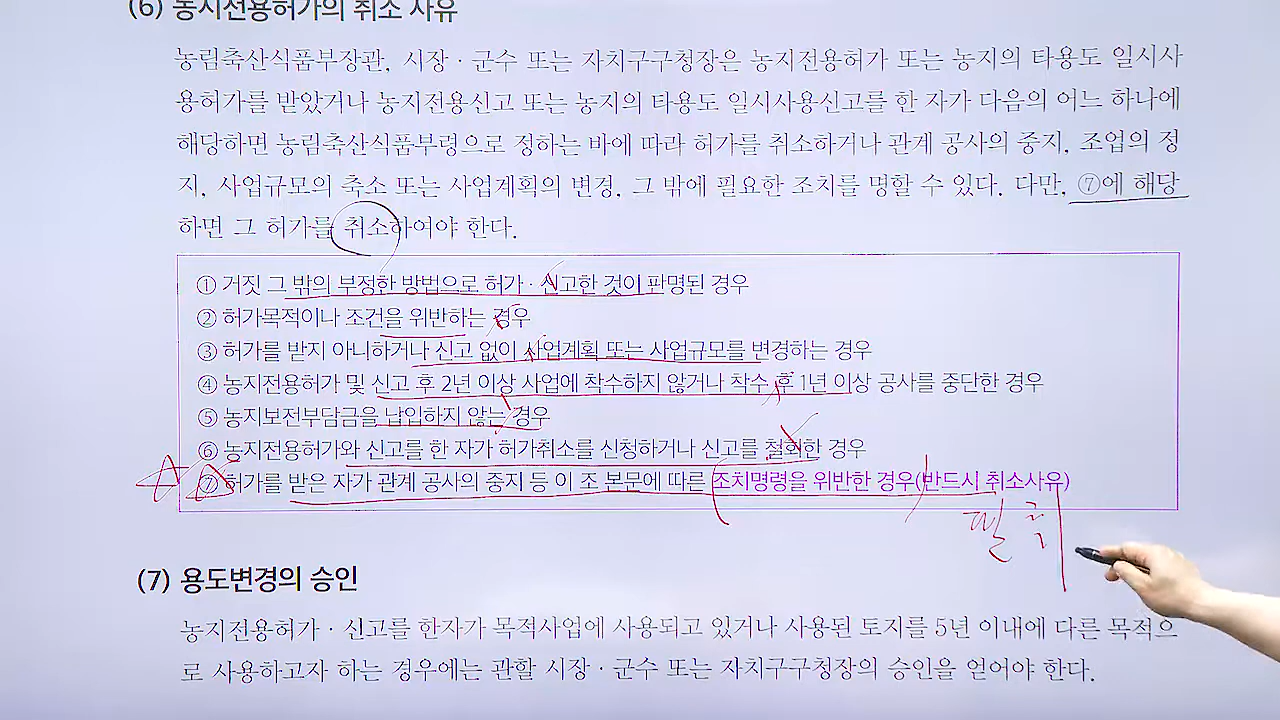 (6) 농지전용허가의 취소 사유
농림축산식품부장관, 시장 · 군수 또는 자치구구청장은 농지전용허가 또는 농지의 타용도 일시사
용허가를 받았거나 농지전용신고 또는 농지의 타용도 일시사용신고를 한 자가 다음의 어느 하나에
해당하면 농림축산식품부령으로 정하는 바에 따라 허가를 취소하거나 관계 공사의 중지, 조업의 정
지, 사업규모의 축소 또는 사업계획의 변경, 그 밖에 필요한 조치를 명할 수 있다. 다만, ⑦에 해당
하면 그 허가를 취소하여야 한다.
① 거짓 그 밖의 부정한 방법으로 허가 · 신고한 것이 판명된 경우
② 허가목적이나 조건을 위반하는 경우
③ 허가를 받지 아니하거나 신고 없이 사업계획 또는 사업규모를 변경하는 경우
④ 농지전용허가 및 신고 후 2년 이상 사업에 착수하지 않거나 착수 후 1년 이상 공사를 중단한 경우
⑤ 농지보전부담금을 납입하지 않는 경우
⑥ 농지전용허가와 신고를 한 자가 허가취소를 신청하거나 신고를 철회한 경우
⑦ 허가를 받은 자가 관계 공사의 중지 등 이 조 본문에 따른 조치명령을 위반한 경우(반드시 취소사유)
필 취
(7) 용도변경의 승인
농지전용허가 · 신고를 한자가 목적사업에 사용되고 있거나 사용된 토지를 5년 이내에 다른 목적으
로 사용하고자 하는 경우에는 관할 시장 · 군수 또는 자치구구청장의 승인을 얻어야 한다.